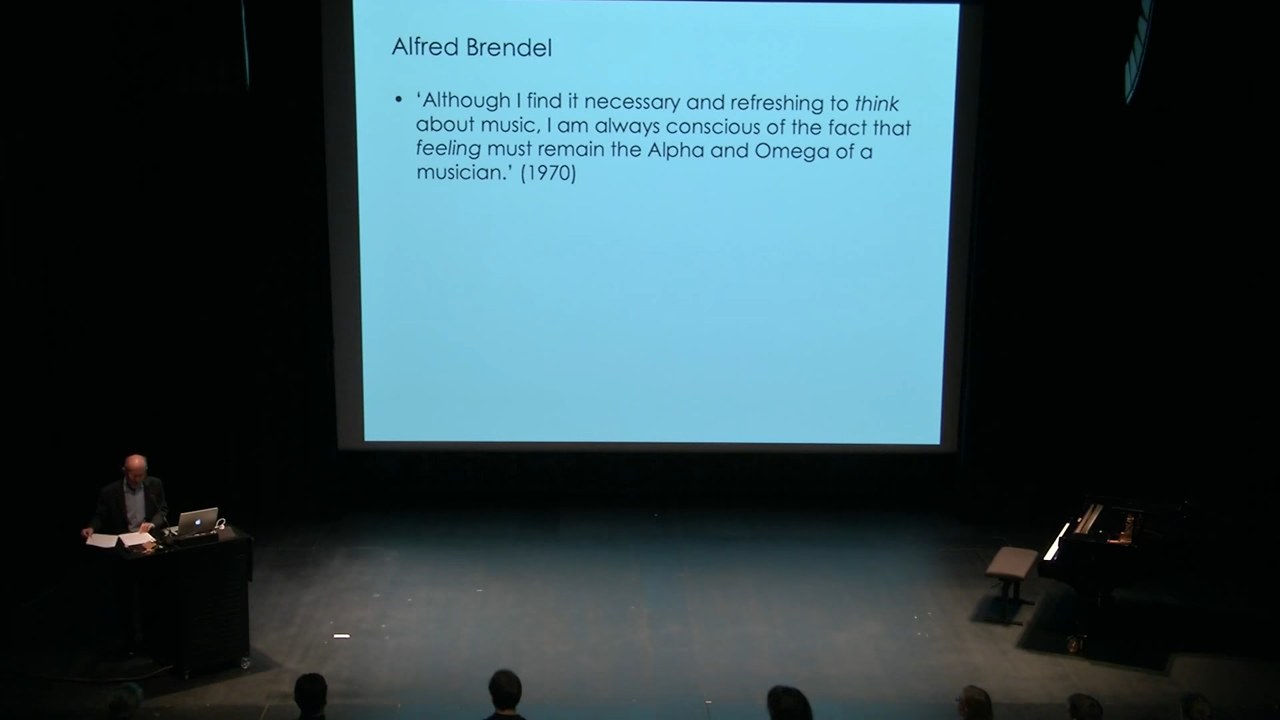 Alfred Brendel
• ‘Although I find it necessary and refreshing to think
about music, I am always conscious of the fact that
feeling must remain the Alpha and Omega of a
musician.’ (1970)